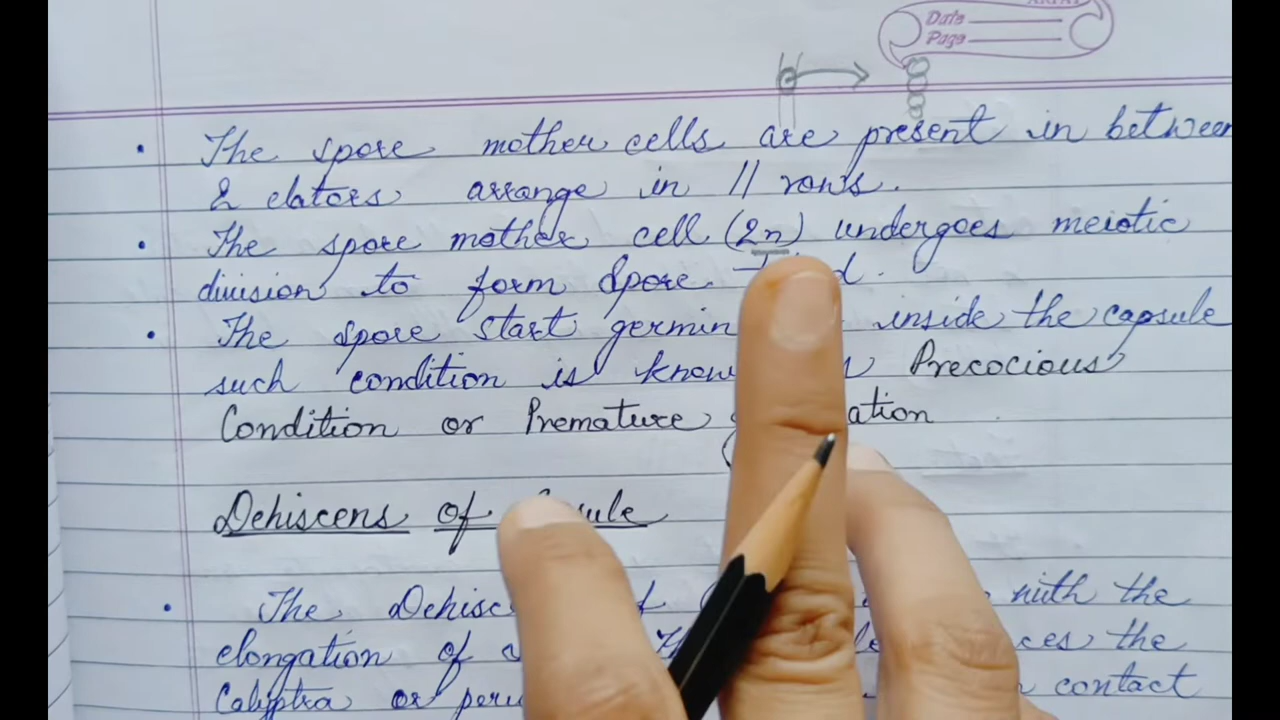 Date
Page
The spore mother cells are present in between
2 elators arrange in 11 rows.
The spore mother cell (2n) undergoes meiotic
division to form spore
The spore start germin inside the capsule
such condition is know Precocious
Condition or Premature ation
Dehiscens of sule
The Dehisc with the
elongation of ces the
Calyptra or peri contact